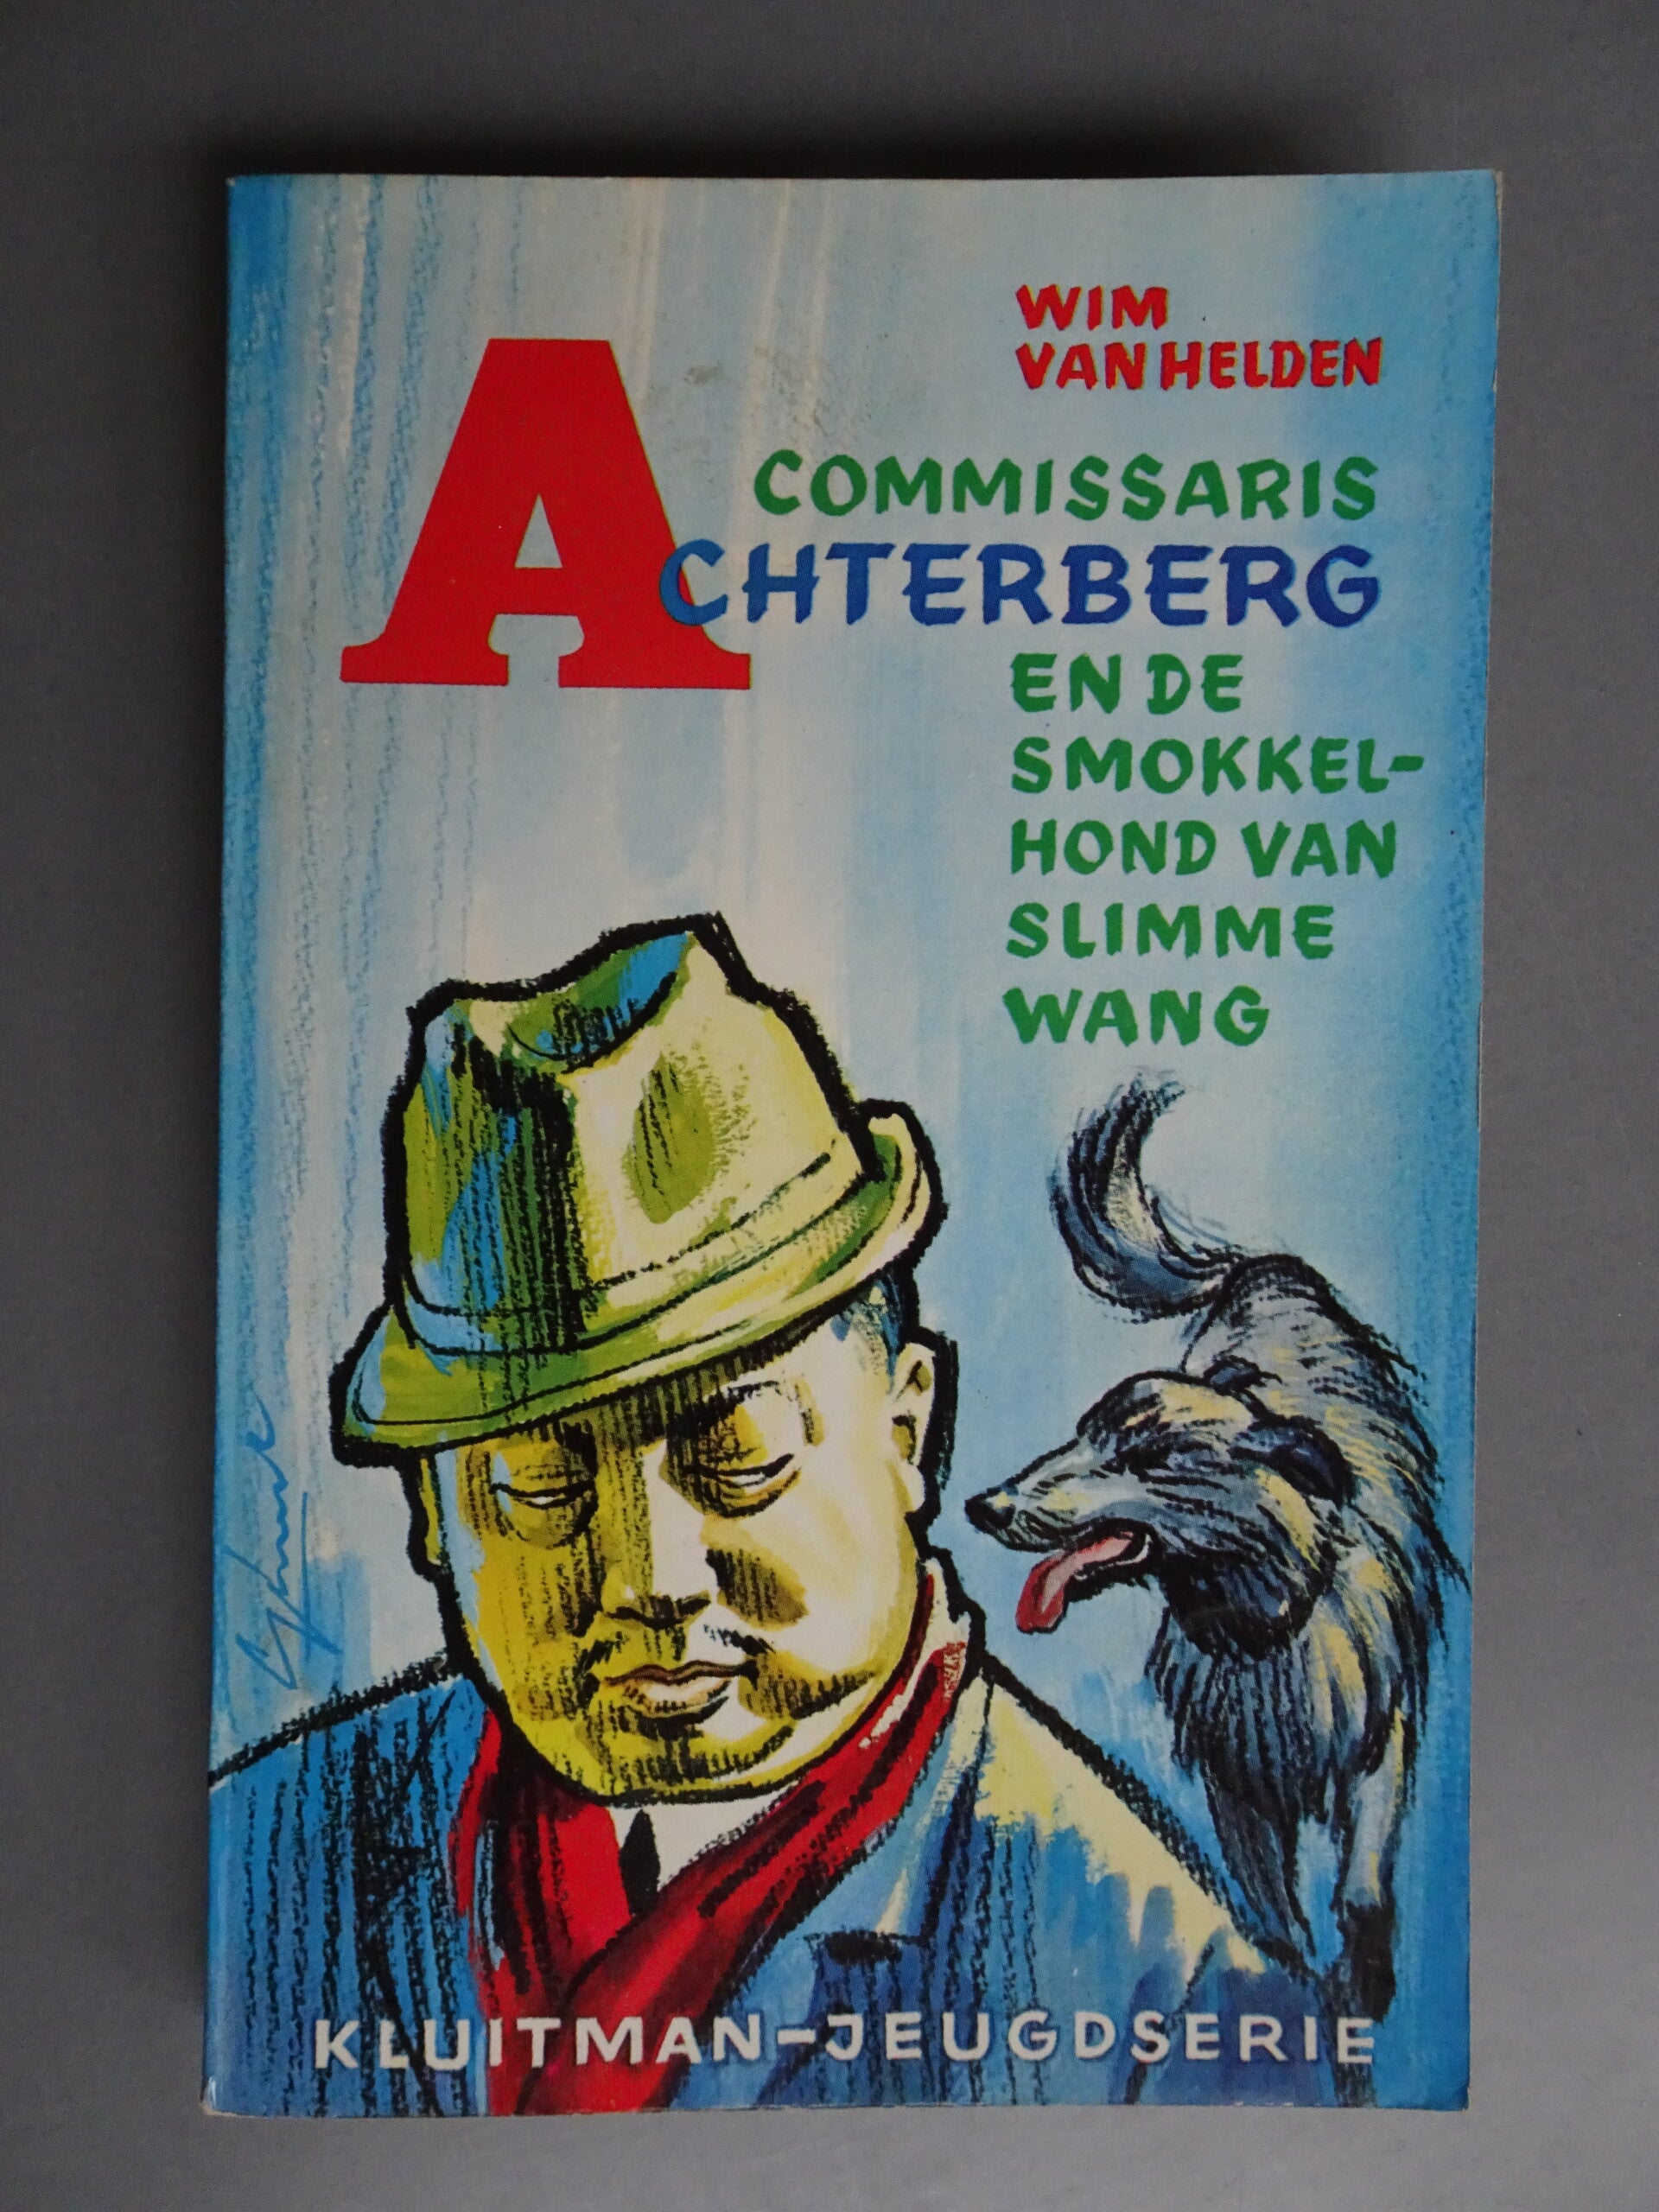 WIM
VAN HELDEN
COMMISSARIS
ACHTERBERG
EN DE
SMOKKEL-
HOND VAN
SLIMME
WANG
KLUITMAN-JEUGDSERIE